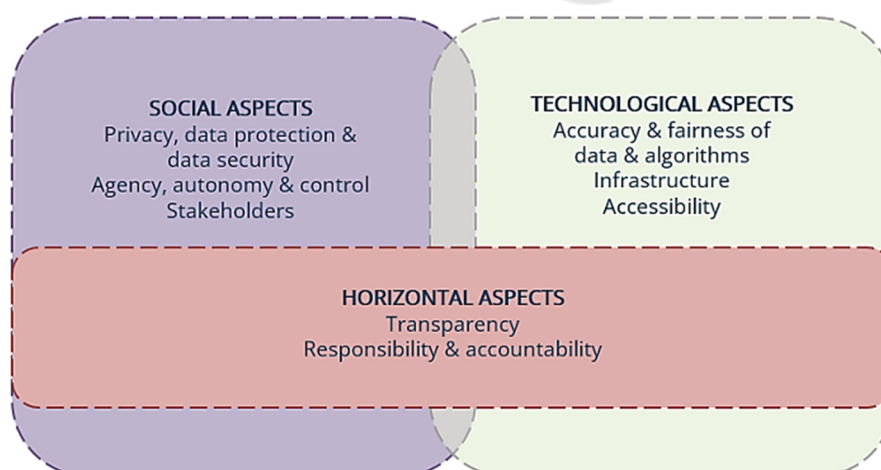 SOCIAL ASPECTS
Privacy, data protection &
data security
Agency, autonomy & control
Stakeholders
TECHNOLOGICAL ASPECTS
Accuracy & fairness of
data & algorithms
Infrastructure
Accessibility
HORIZONTAL ASPECTS
Transparency
Responsibility & accountability